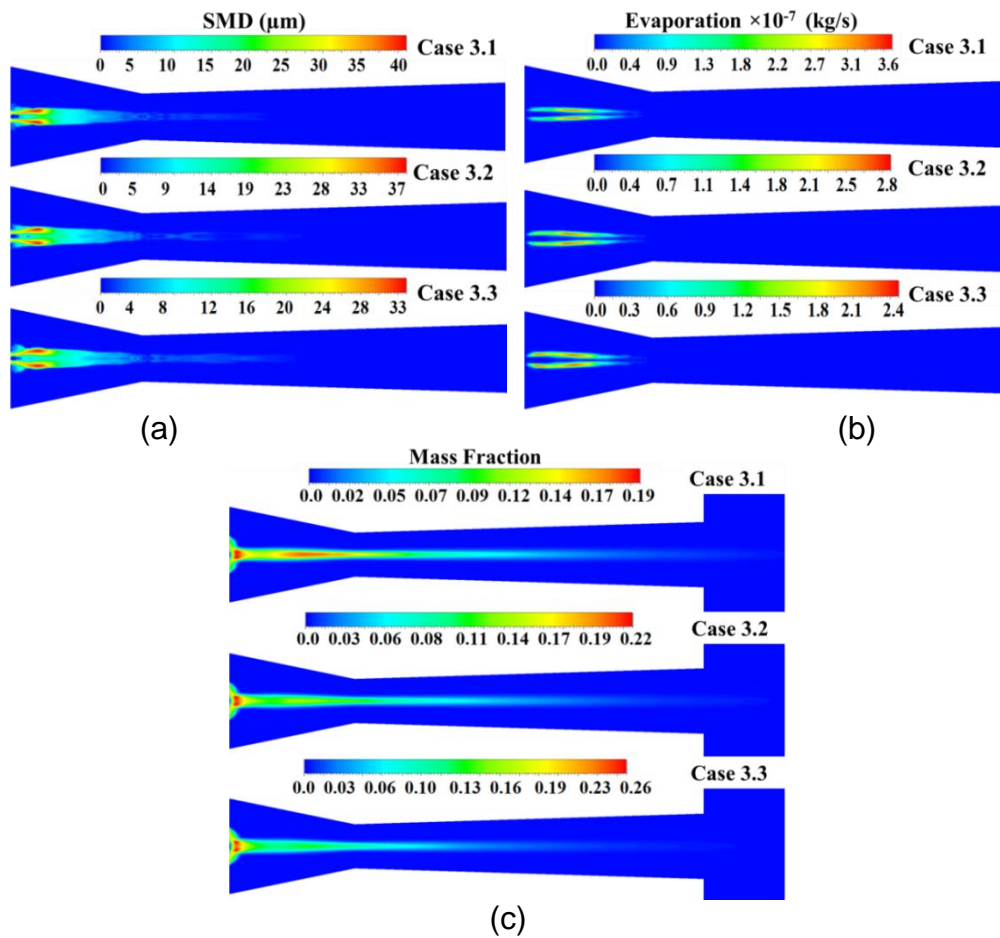 SMD (µm)
Case 3.1
0 5 10 15 20 25 30 35 40
Case 3.2
0 5 9 14 19 23 28 33 37
Case 3.3
0 4 8 12 16 20 24 29 33
(a)
Evaporation ×10-7 (kg/s)
Case 3.1
0.0 0.4 0.9 1.3 1.8 2.2 2.7 3.1 3.6
Case 3.2
0.0 0.4 0.7 1.1 1.4 1.8 2.1 2.5 2.8
Case 3.3
0.0 0.3 0.6 0.9 1.2 1.5 1.8 2.1 2.4
(b)
Mass Fraction
Case 3.1
0.0 0.02 0.05 0.07 0.09 0.12 0.14 0.17 0.19
Case 3.2
0.0 0.03 0.06 0.08 0.11 0.14 0.17 0.19 0.22
Case 3.3
0.0 0.03 0.06 0.10 0.13 0.16 0.19 0.23 0.26
(c)